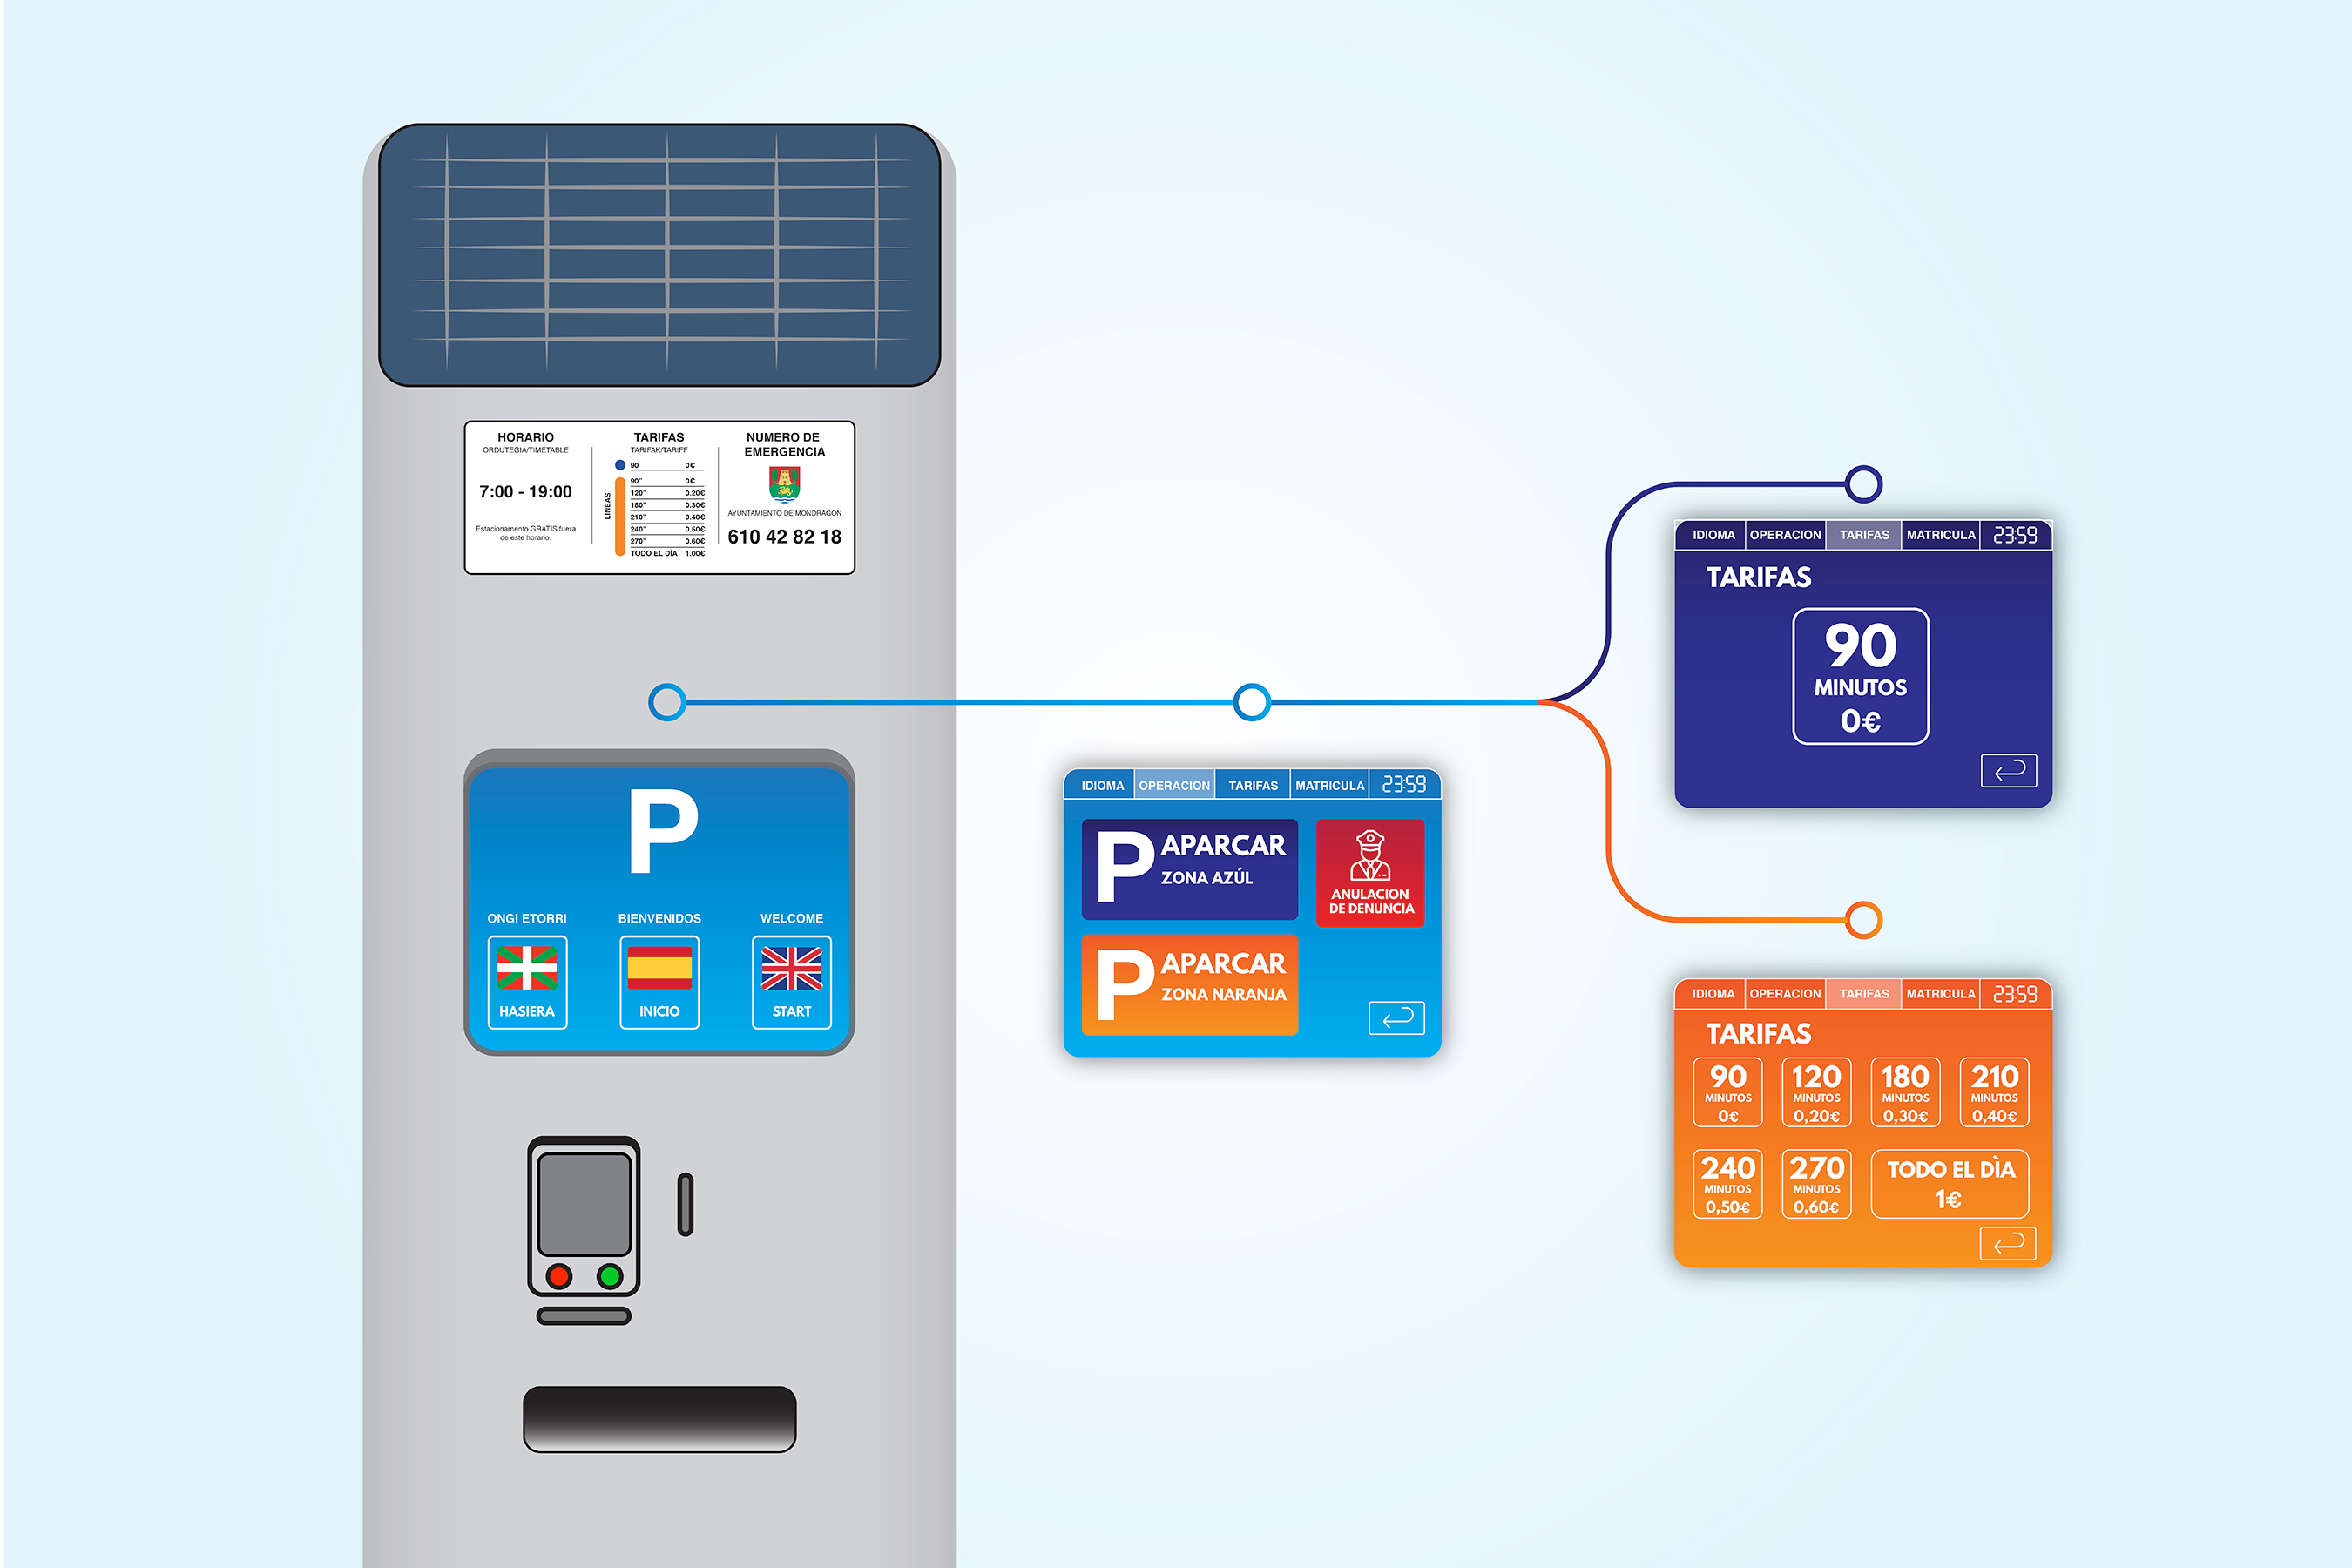 HORARIO
ORDUTEGIA/TIMETABLE
7:00 - 19:00
Estacionamento GRATIS fuera
de este horario.
TARIFAS
TARIFAK/TARIFF
LINEAS
90 0€
90" 0€
120" 0.20€
180" 0.30€
210" 0.40€
240" 0.50€
270" 0.60€
TODO EL DÍA 1.00€
NUMERO DE
EMERGENCIA
AYUNTAMIENTO DE MONDRAGON
610 42 82 18
P
ONGI ETORRI BIENVENIDOS WELCOME
HASIERA INICIO START
IDIOMA OPERACION TARIFAS MATRICULA 23:59
P APARCAR
ZONA AZÚL
ANULACION
DE DENUNCIA
P APARCAR
ZONA NARANJA
IDIOMA OPERACION TARIFAS MATRICULA 23:59
TARIFAS
90
MINUTOS
0€
IDIOMA OPERACION TARIFAS MATRICULA 23:59
TARIFAS
90 120 180 210
MINUTOS MINUTOS MINUTOS MINUTOS
0€ 0,20€ 0,30€ 0,40€
240 270 TODO EL DÌA
MINUTOS MINUTOS 1€
0,50€ 0,60€